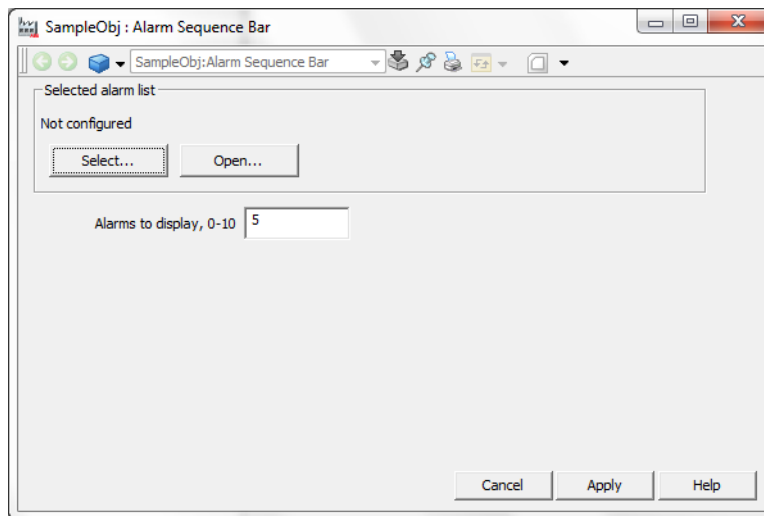 SampleObj : Alarm Sequence Bar
SampleObj:Alarm Sequence Bar
Selected alarm list
Not configured
Select... Open...
Alarms to display, 0-10 5
Cancel Apply Help